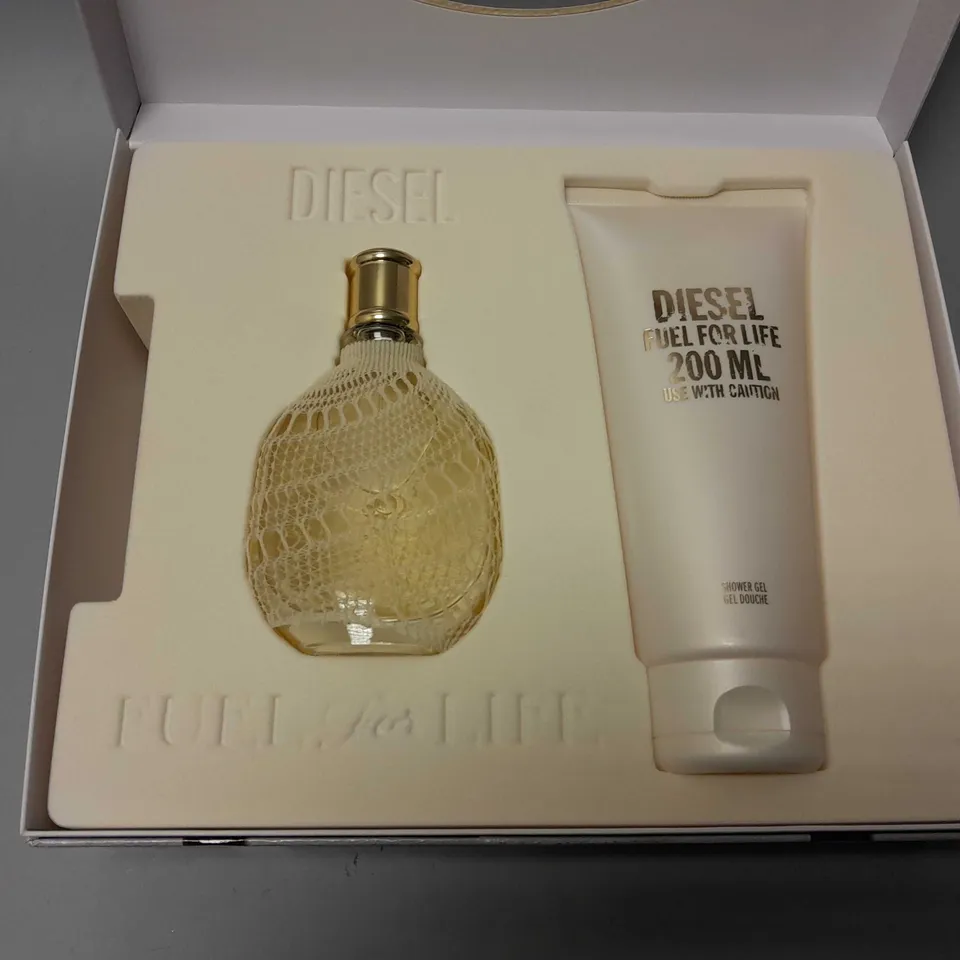 DIESEL
FUEL for LIFE
DIESEL
FUEL FOR LIFE
200 ML
USE WITH CAUTION
SHOWER GEL
GEL DOUCHE